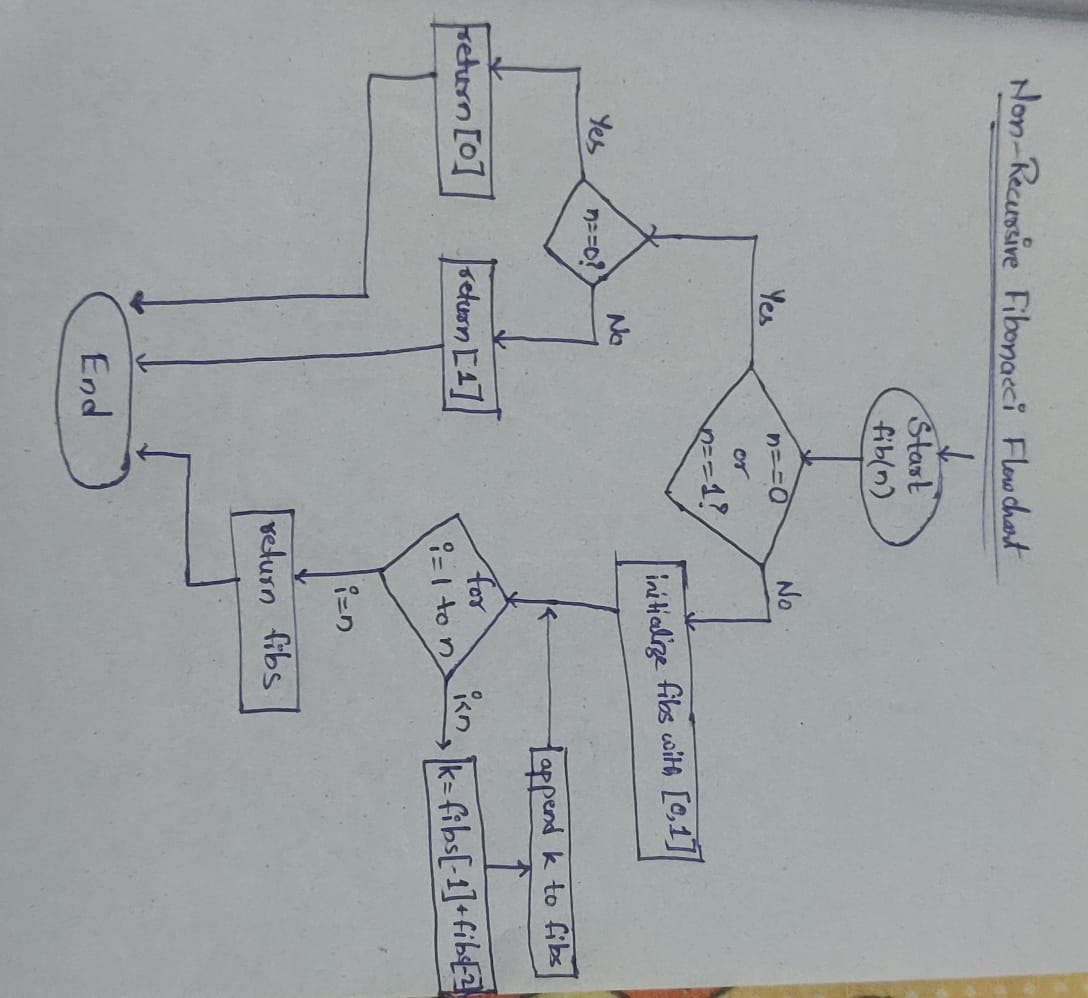 Non-Recursive Fibonacci Flowchart
Start
fib(n)
n==0
or
n==1?
Yes
No
n==0?
Yes
No
return [0]
return [1]
initialize fibs with [0,1]
for
i=1 to n
i<n
i=n
k=fibs[-1]+fibs[-2]
append k to fibs
return fibs
End